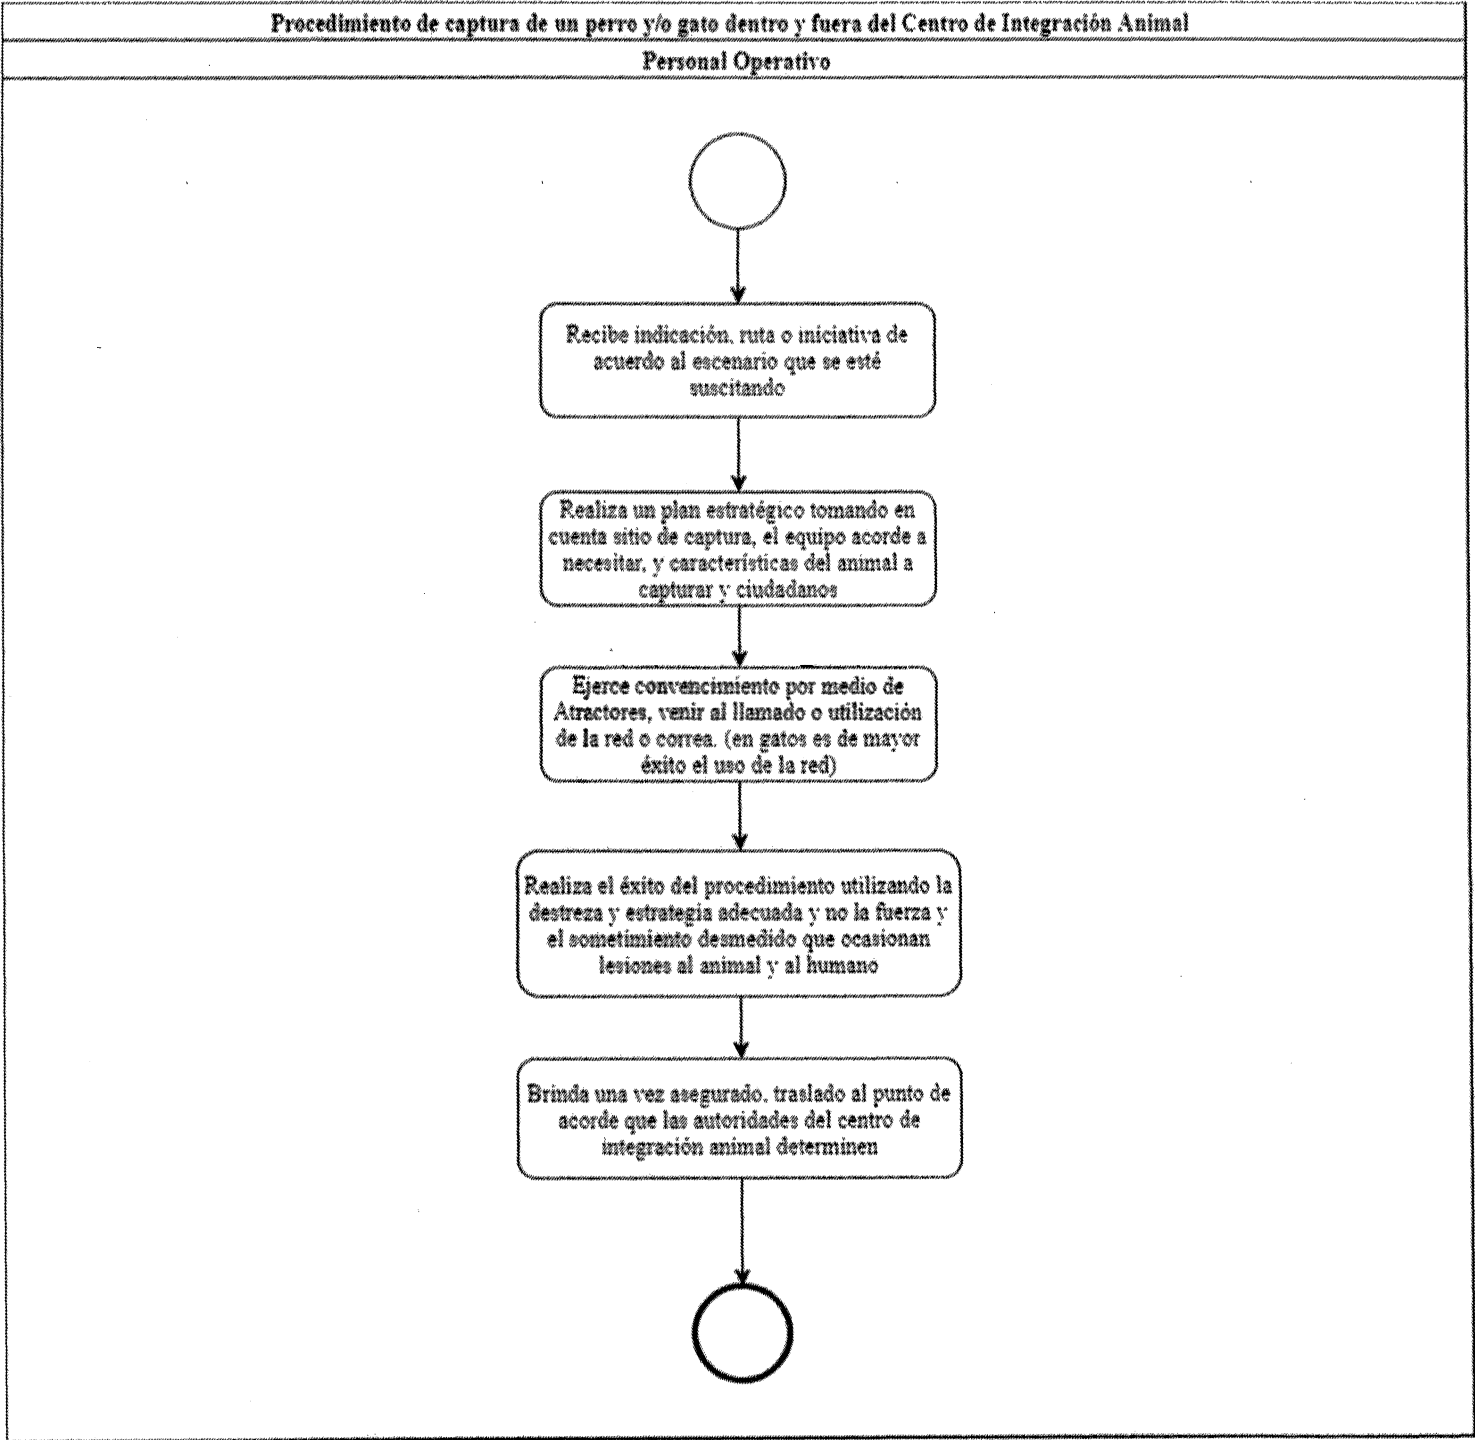 Procedimiento de captura de un perro y/o gato dentro y fuera del Centro de Integración Animal
Personal Operativo
Recibe indicación, ruta o iniciativa de
acuerdo al escenario que se esté
suscitando
Realiza un plan estratégico tomando en
cuenta sitio de captura, el equipo acorde a
necesitar, y características del animal a
capturar y ciudadanos
Ejerce convencimiento por medio de
Atractores, venir al llamado o utilización
de la red o correa. (en gatos es de mayor
éxito el uso de la red)
Realiza el éxito del procedimiento utilizando la
destreza y estrategia adecuada y no la fuerza y
el sometimiento desmedido que ocasionan
lesiones al animal y al humano
Brinda una vez asegurado, traslado al punto de
acorde que las autoridades del centro de
integración animal determinen